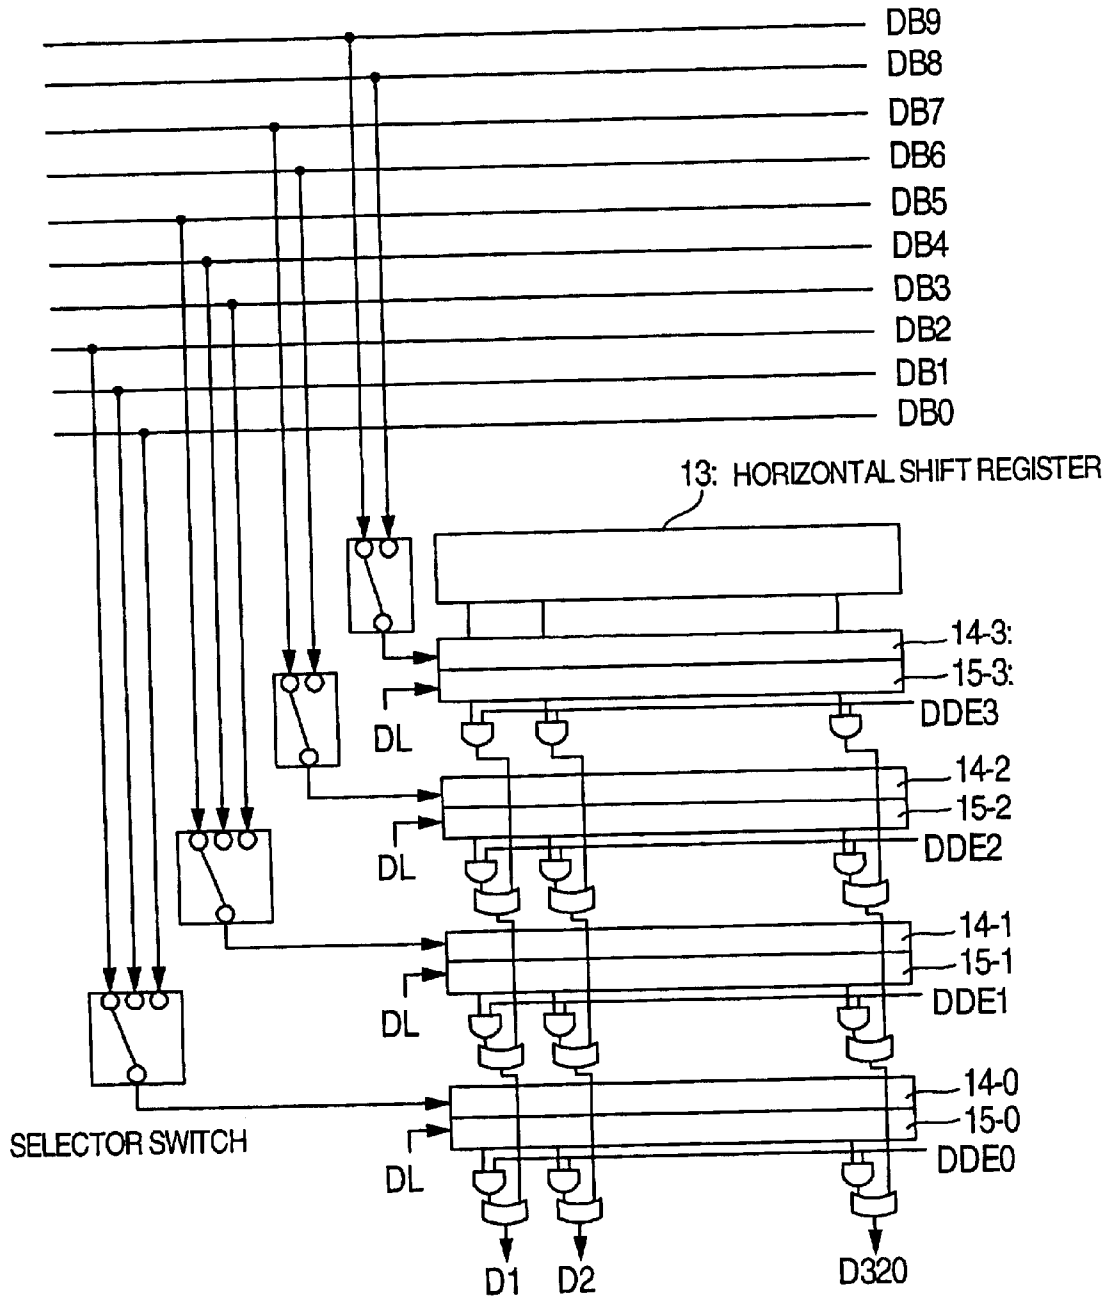 DB9
DB8
DB7
DB6
DB5
DB4
DB3
DB2
DB1
DB0
13: HORIZONTAL SHIFT REGISTER
14-3:
15-3:
DDE3
DL
14-2
15-2
DDE2
DL
14-1
15-1
DDE1
DL
14-0
15-0
SELECTOR SWITCH
DDE0
DL
D1 D2 D320